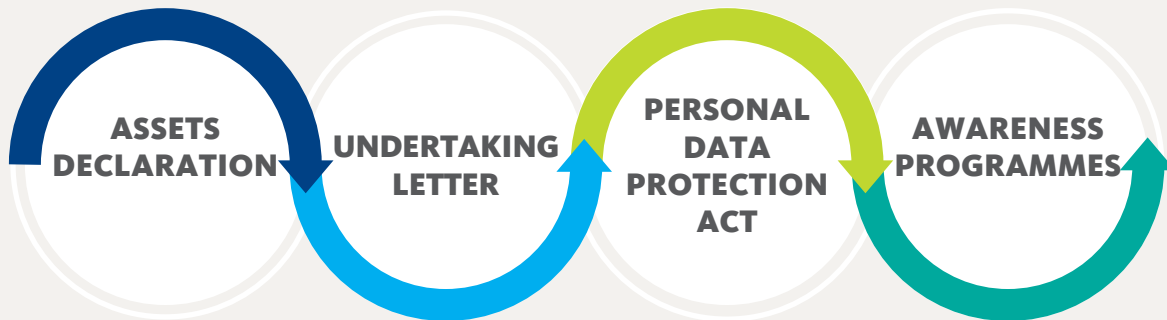 ASSETS
DECLARATION
UNDERTAKING
LETTER
PERSONAL
DATA
PROTECTION
ACT
AWARENESS
PROGRAMMES